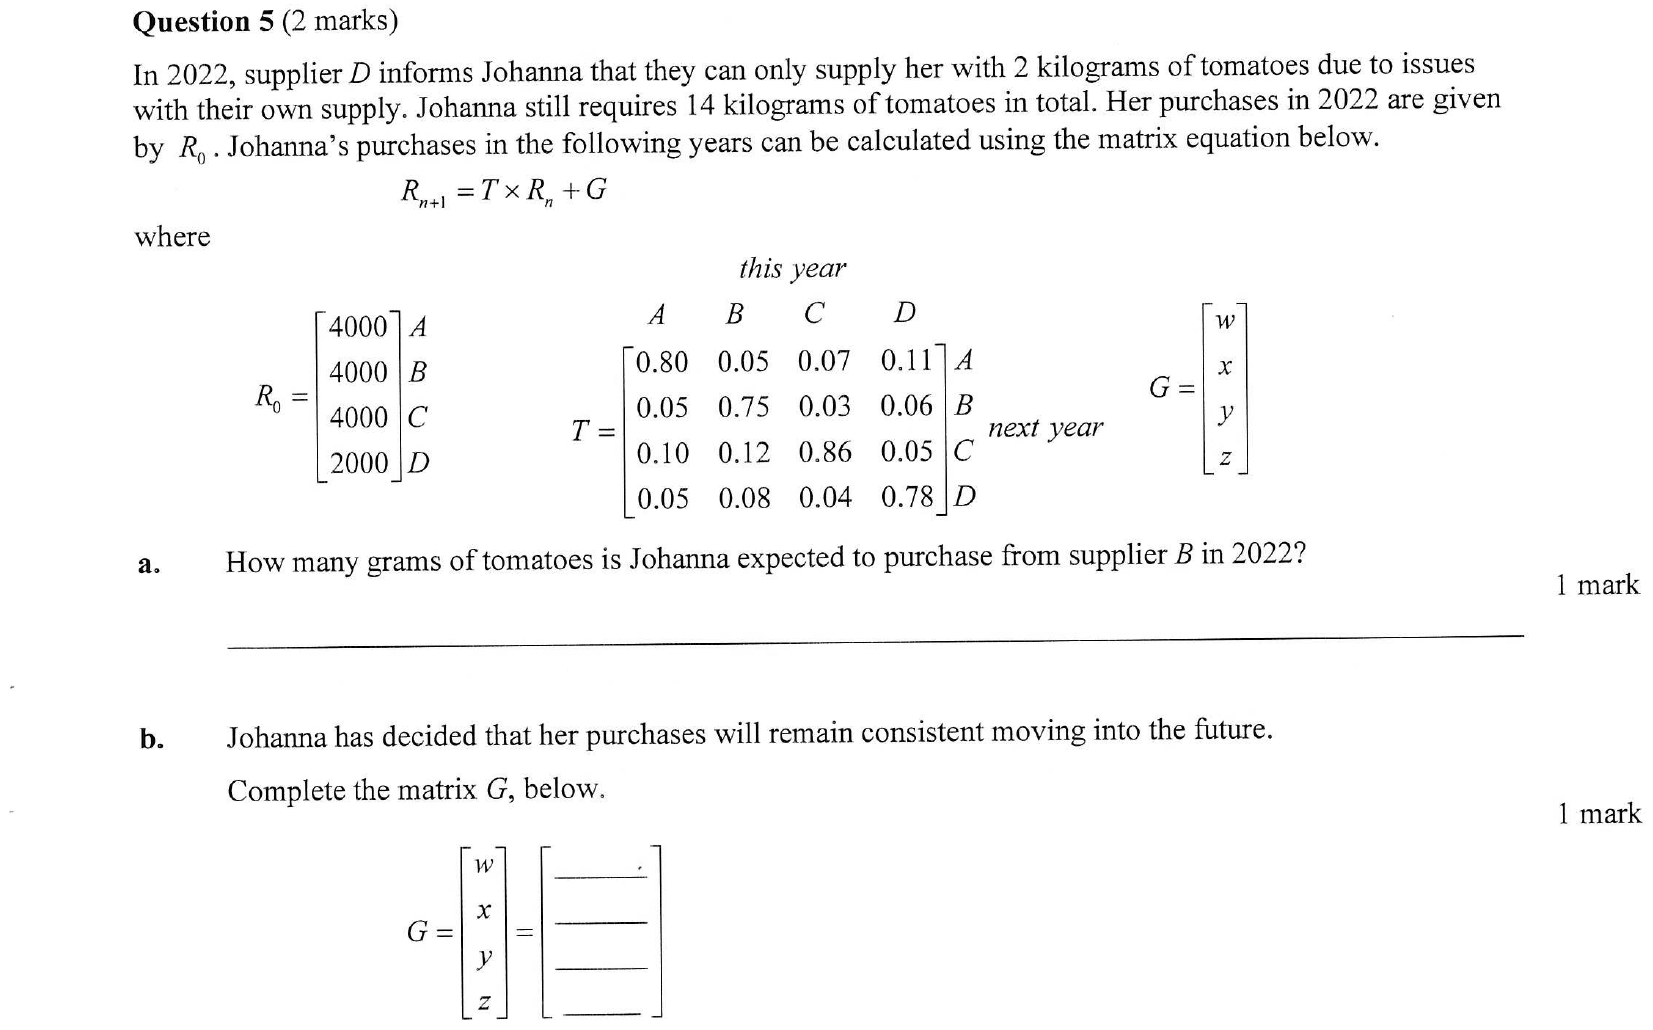 Question 5 (2 marks)
In 2022, supplier D informs Johanna that they can only supply her with 2 kilograms of tomatoes due to issues
with their own supply. Johanna still requires 14 kilograms of tomatoes in total. Her purchases in 2022 are given
by R₀ . Johanna's purchases in the following years can be calculated using the matrix equation below.
Rₙ₊₁ = T × Rₙ + G
where
this year
A B C D
R₀ = [4000 4000 4000 2000] A B C D
T =
0.80 0.05 0.07 0.11 A
0.05 0.75 0.03 0.06 B
0.10 0.12 0.86 0.05 C
0.05 0.08 0.04 0.78 D
next year
G = [w x y z]
a. How many grams of tomatoes is Johanna expected to purchase from supplier B in 2022?
1 mark
b. Johanna has decided that her purchases will remain consistent moving into the future.
Complete the matrix G, below.
1 mark
G = [w x y z] =